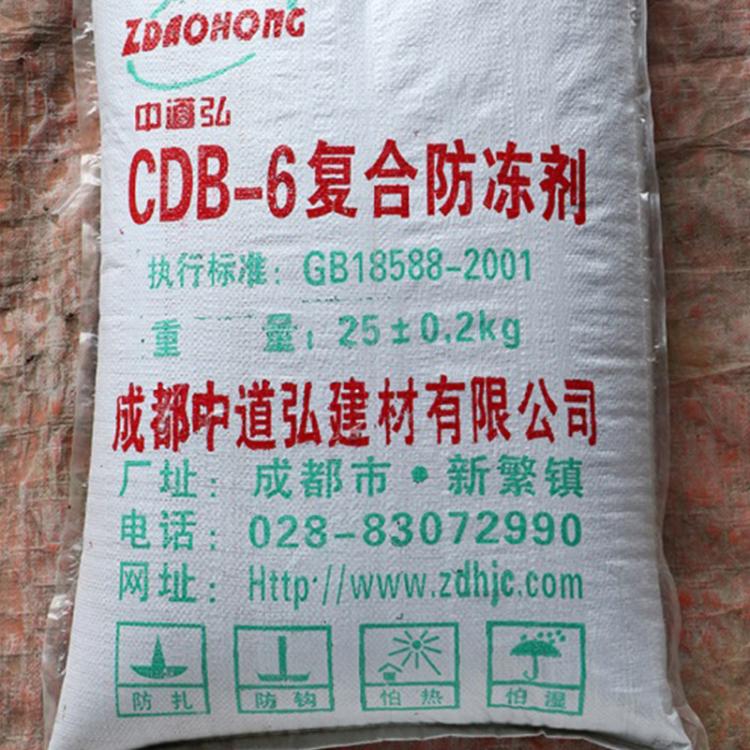 ZDAOHONG
中道弘
CDB-6复合防冻剂
执行标准：GB18588-2001
重 量：25±0.2kg
成都中道弘建材有限公司
厂址：成都市·新繁镇
电话：028-83072990
网址：Http://www.zdhjc.com
防扎 防钩 怕热 怕湿